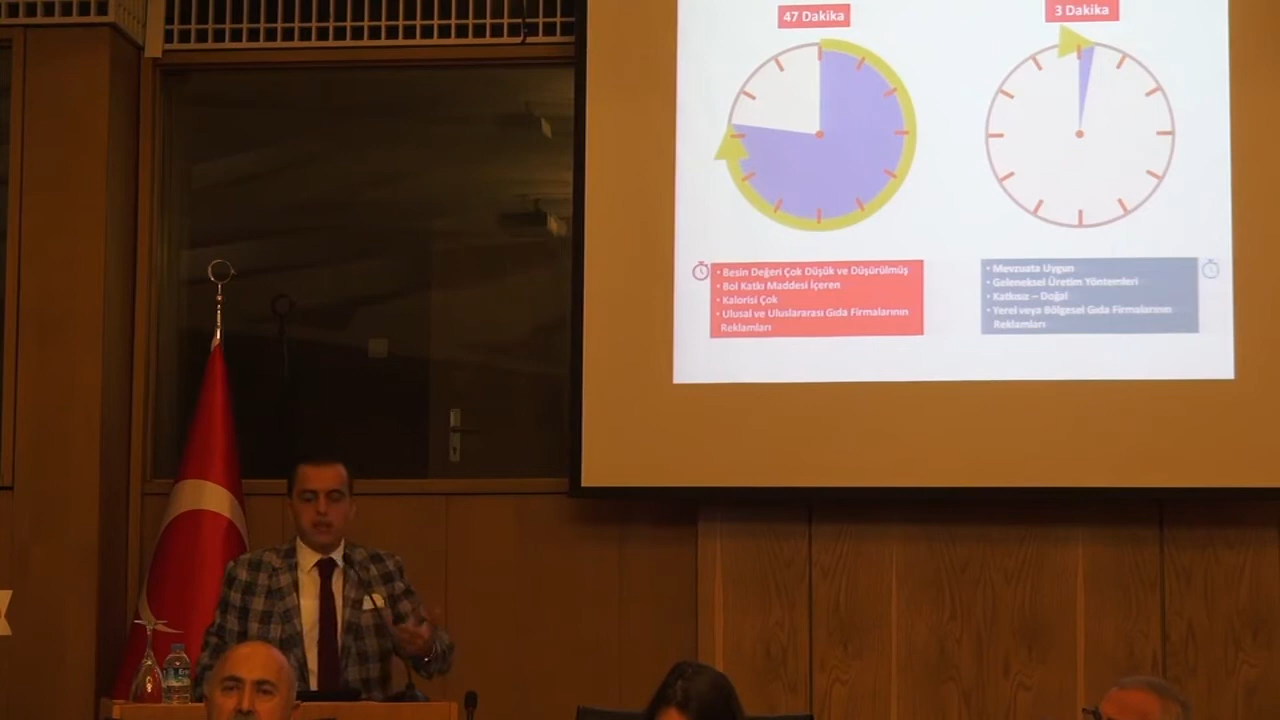 47 Dakika
3 Dakika
• Besin Değeri Çok Düşük ve Düşürülmüş
• Bol Katkı Maddesi İçeren
• Kalorisi Çok
• Ulusal ve Uluslararası Gıda Firmalarının
Reklamları
• Mevzuata Uygun
• Geleneksel Üretim Yöntemleri
• Katkısız – Doğal
• Yerel veya Bölgesel Gıda Firmalarının
Reklamları